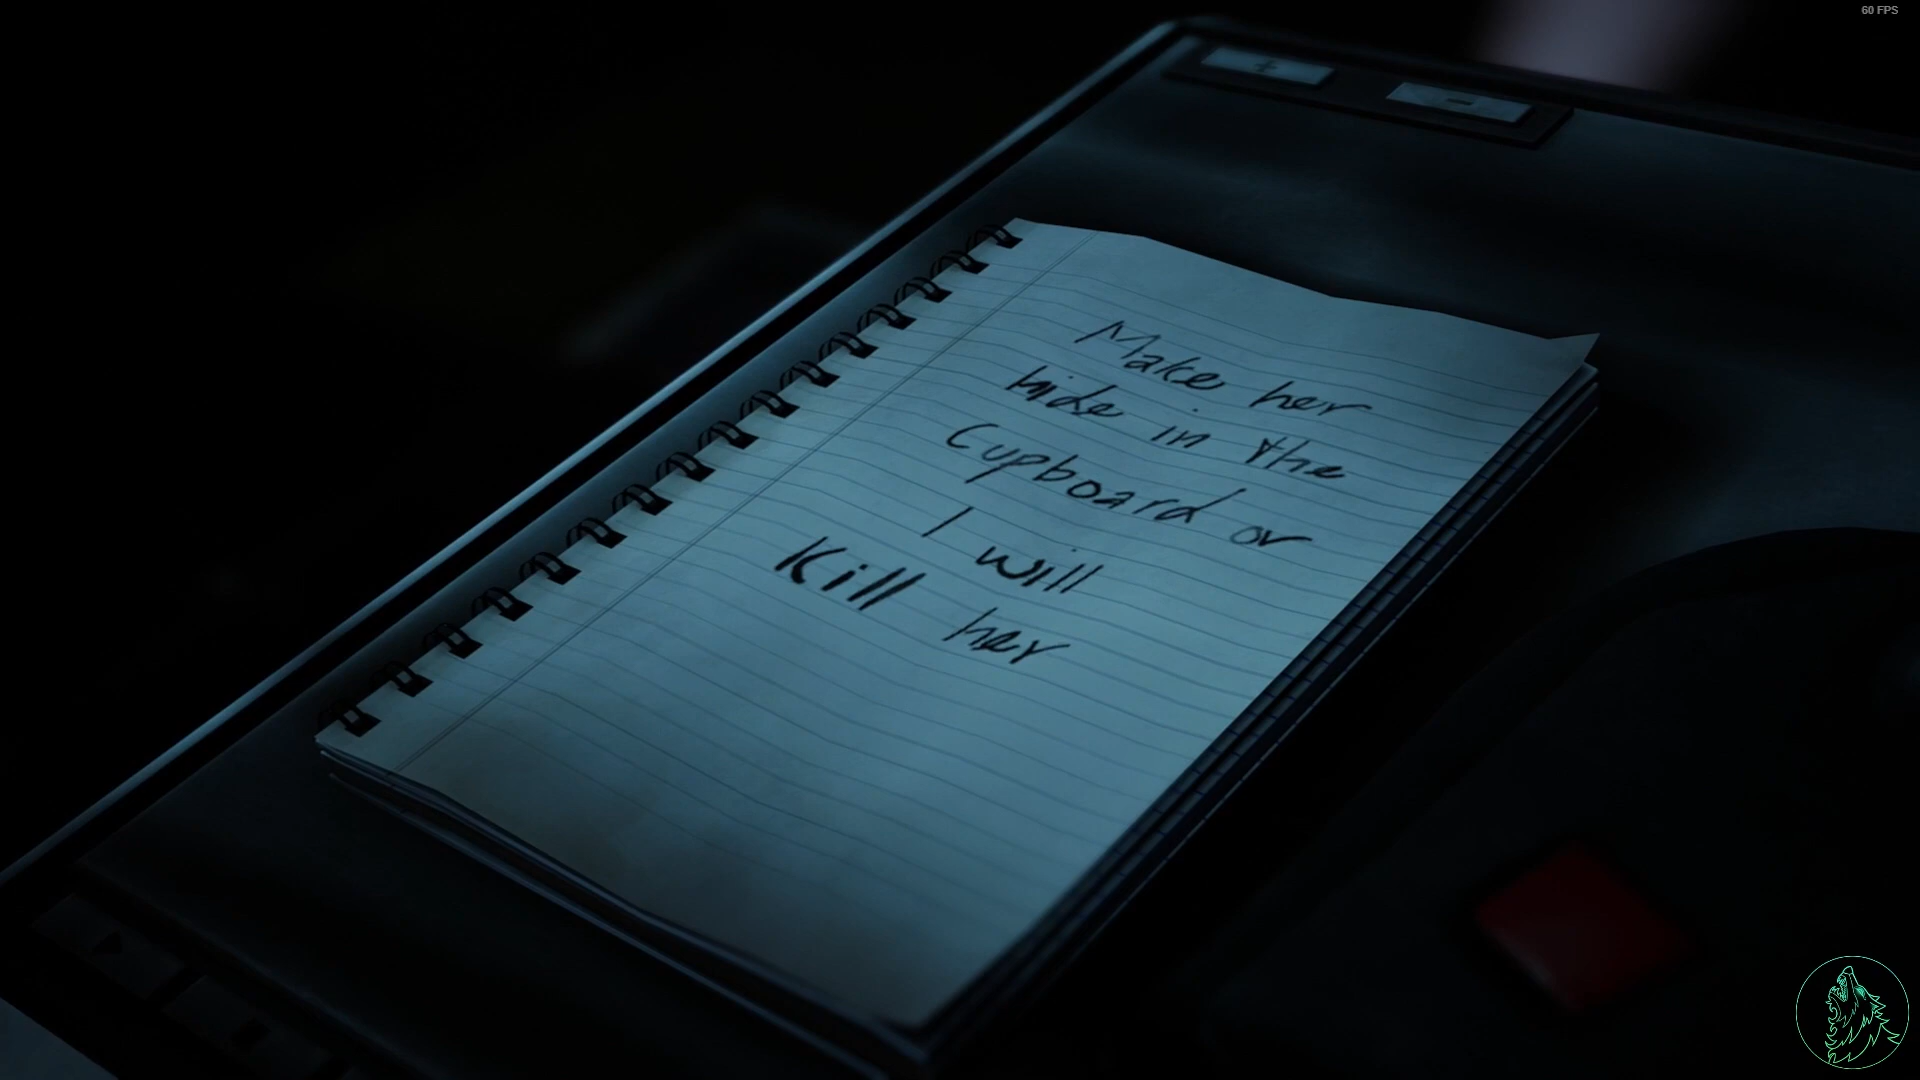 60 FPS
+
-
Make her
hide in the
Cupboard or
I will
Kill her